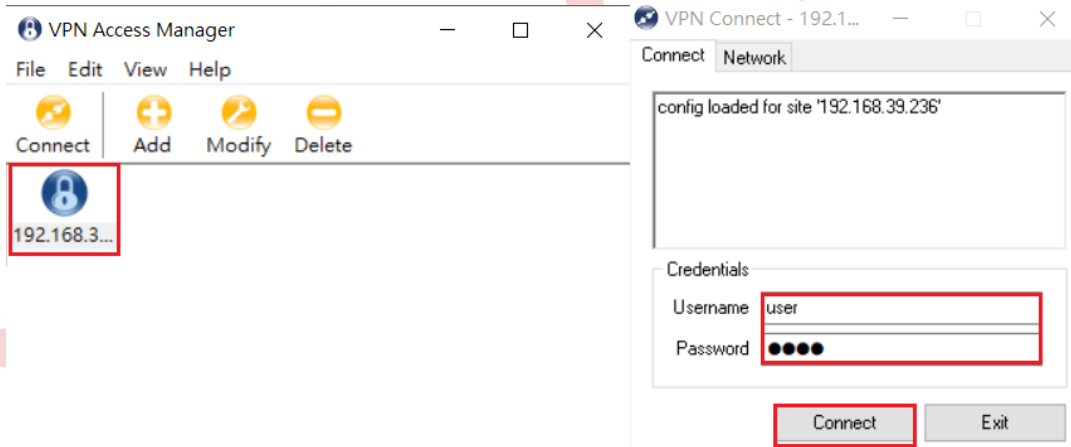 VPN Access Manager
File Edit View Help
Connect Add Modify Delete
192.168.3...
VPN Connect - 192.1...
Connect Network
config loaded for site '192.168.39.236'
Credentials
Username user
Password ●●●●
Connect Exit